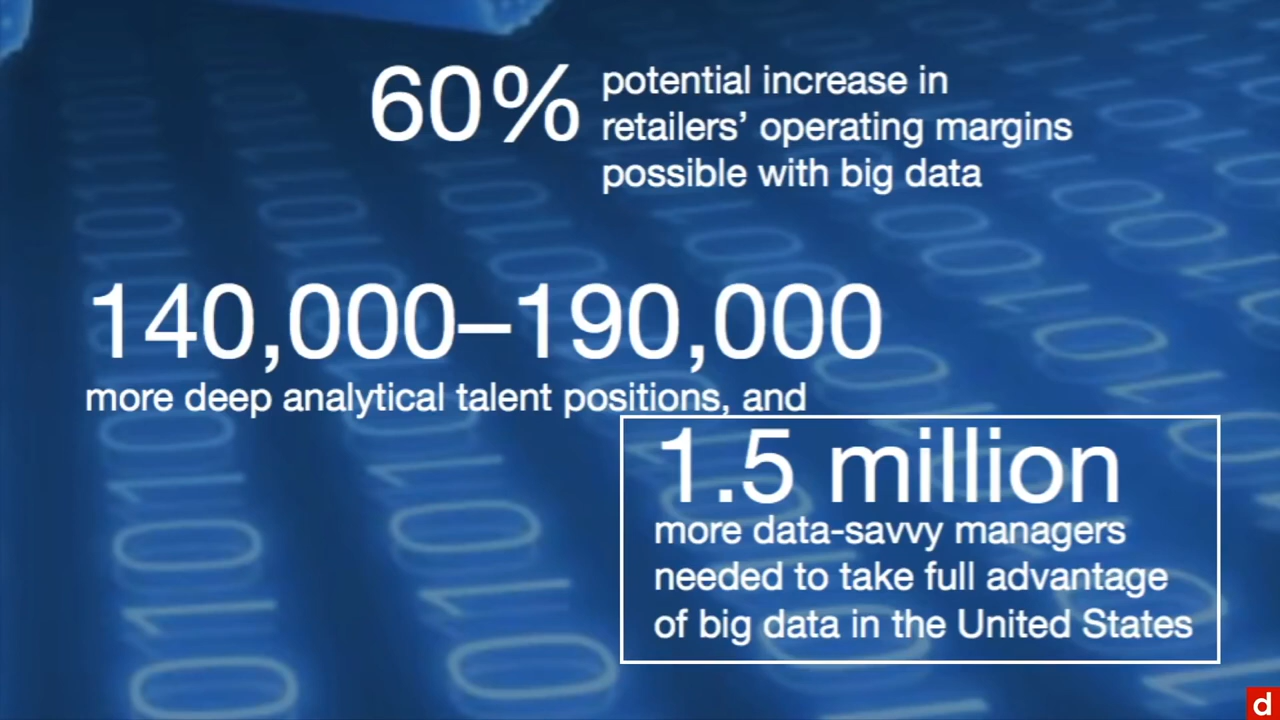 60%
potential increase in
retailers’ operating margins
possible with big data
140,000–190,000
more deep analytical talent positions, and
1.5 million
more data-savvy managers
needed to take full advantage
of big data in the United States
d